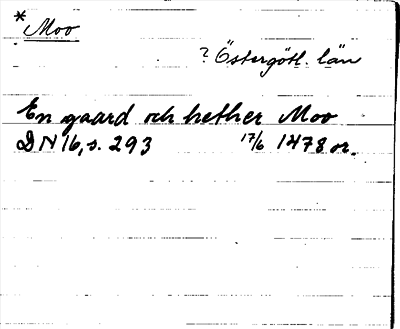 * Moo
? Östergötl. län
En gaard och hether Moo
DN 16, s. 293 17/6 1478 or.